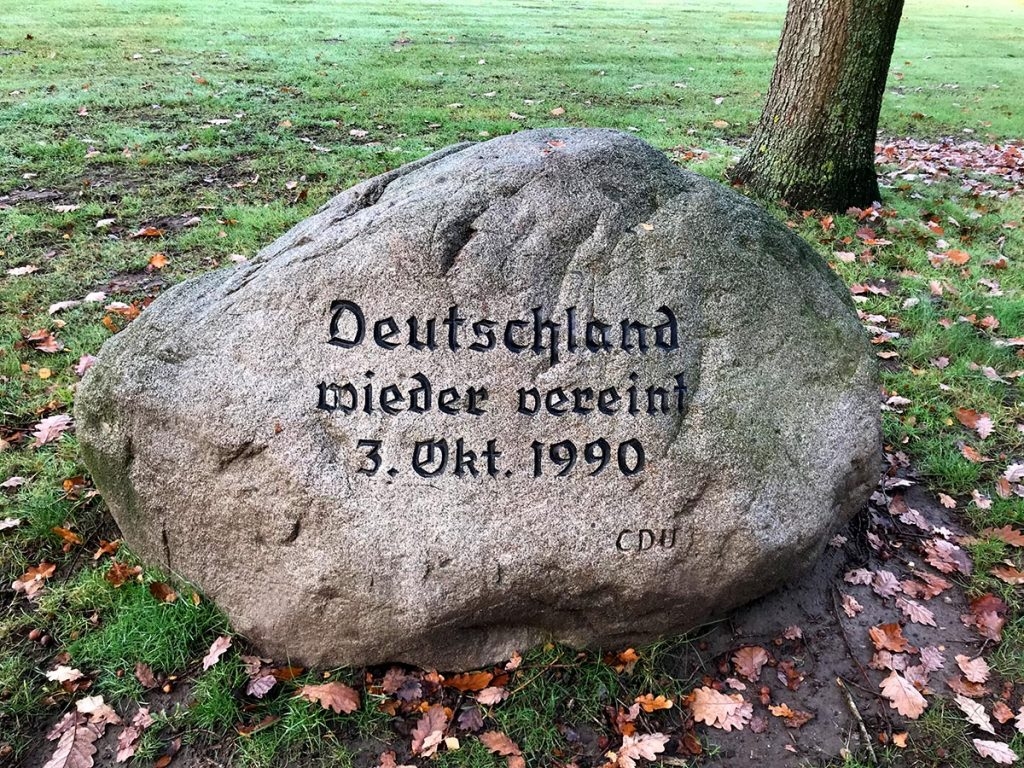 Deutschland
wieder vereint
3. Okt. 1990
CDU